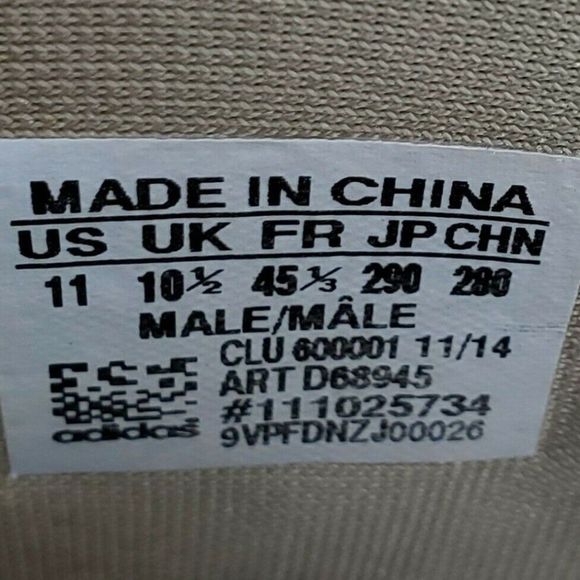 MADE IN CHINA
US UK FR JP CHN
11 10½ 45⅓ 290 280
MALE/MÂLE
CLU 600001 11/14
ART D68945
#111025734
adidas 9VPFDNZJ00026